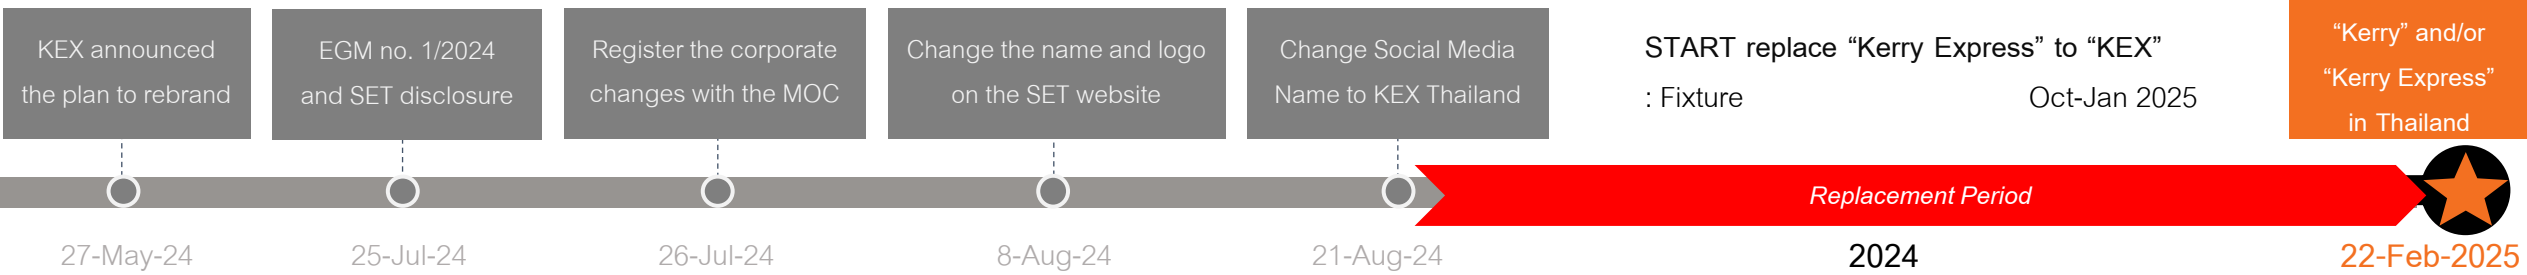 KEX announced
the plan to rebrand
EGM no. 1/2024
and SET disclosure
Register the corporate
changes with the MOC
Change the name and logo
on the SET website
Change Social Media
Name to KEX Thailand
START replace “Kerry Express” to “KEX”
: Fixture Oct-Jan 2025
“Kerry” and/or
“Kerry Express”
in Thailand
Replacement Period
27-May-24
25-Jul-24
26-Jul-24
8-Aug-24
21-Aug-24
2024
22-Feb-2025